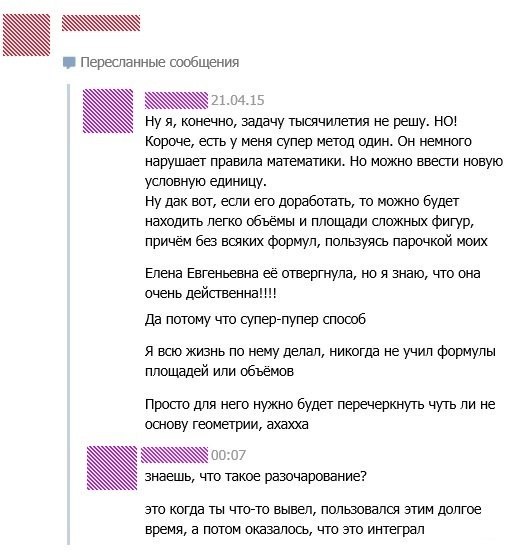 Пересланные сообщения
21.04.15
Ну я, конечно, задачу тысячилетия не решу. НО!
Короче, есть у меня супер метод один. Он немного
нарушает правила математики. Но можно ввести новую
условную единицу.
Ну дак вот, если его доработать, то можно будет
находить легко объёмы и площади сложных фигур,
причём без всяких формул, пользуясь парочкой моих
Елена Евгеньевна её отвергнула, но я знаю, что она
очень действенна!!!!
Да потому что супер-пупер способ
Я всю жизнь по нему делал, никогда не учил формулы
площадей или объёмов
Просто для него нужно будет перечеркнуть чуть ли не
основу геометрии, ахахха
00:07
знаешь, что такое разочарование?
это когда ты что-то вывел, пользовался этим долгое
время, а потом оказалось, что это интеграл